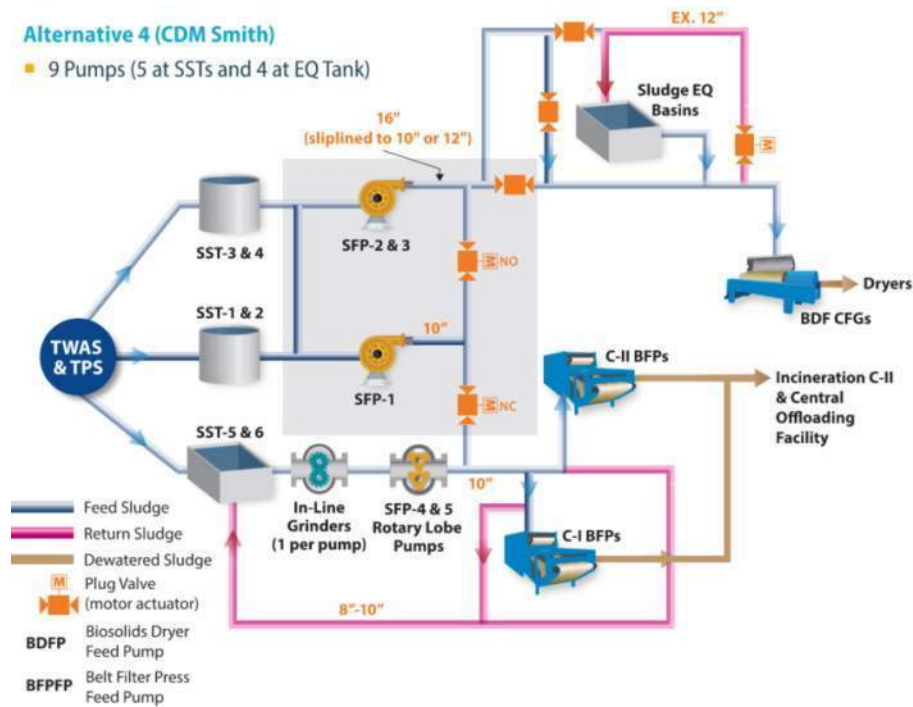 Alternative 4 (CDM Smith)
9 Pumps (5 at SSTs and 4 at EQ Tank)
EX. 12”
Sludge EQ
Basins
16”
(sliplined to 10” or 12”)
M
SST-3 & 4
SFP-2 & 3
M NO
Dryers
BDF CFGs
SST-1 & 2
10”
TWAS
& TPS
SFP-1
C-II BFPs
Incineration C-II
& Central
Offloading
Facility
M NC
SST-5 & 6
10”
In-Line
Grinders
(1 per pump)
SFP-4 & 5
Rotary Lobe
Pumps
C-I BFPs
8”-10”
Feed Sludge
Return Sludge
Dewatered Sludge
M
Plug Valve
(motor actuator)
BDFP
Biosolids Dryer
Feed Pump
BFPFP
Belt Filter Press
Feed Pump